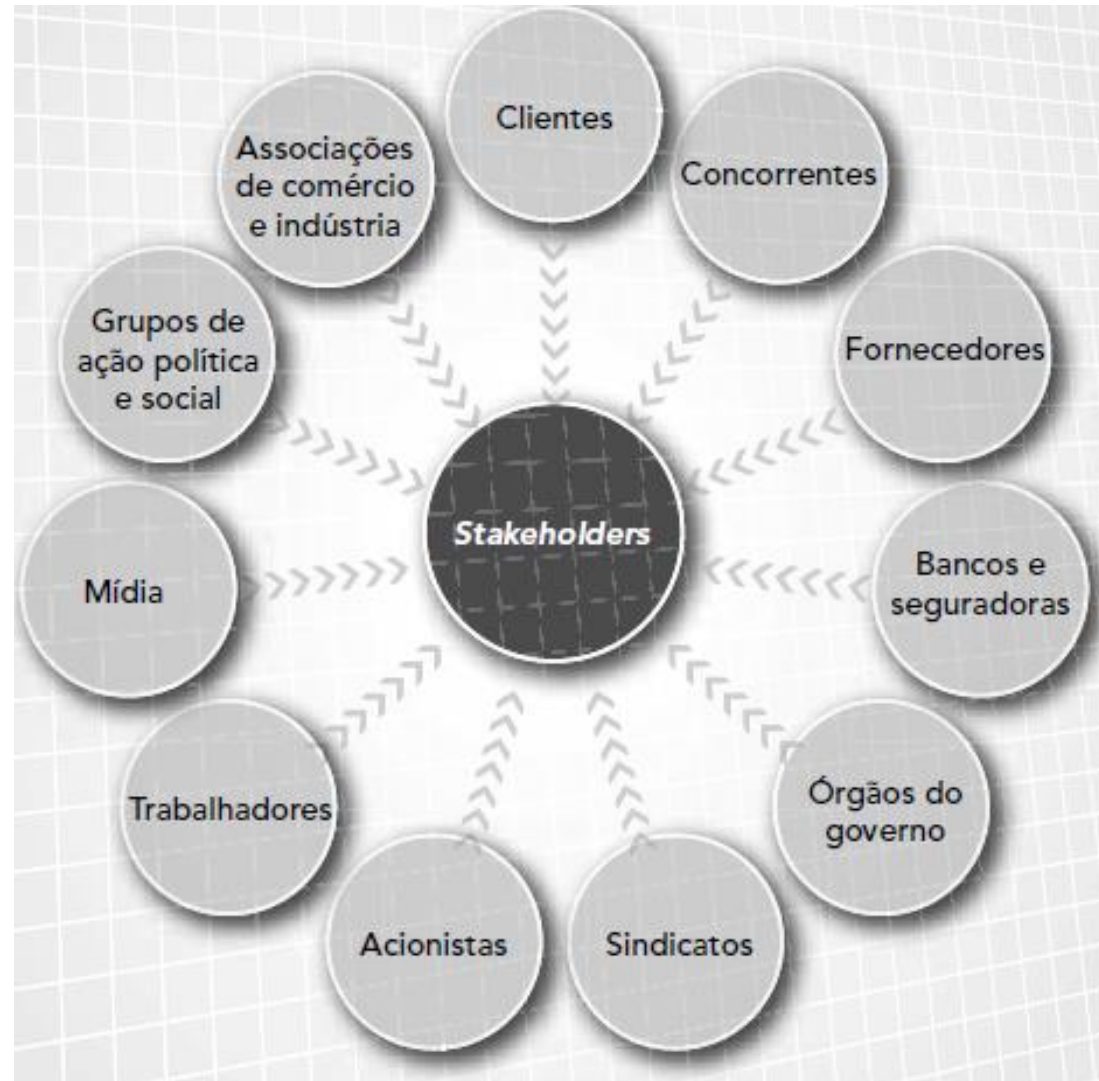 Clientes
Concorrentes
Fornecedores
Bancos e
seguradoras
Órgãos do
governo
Sindicatos
Acionistas
Trabalhadores
Mídia
Grupos de
ação política
e social
Associações
de comércio
e indústria
Stakeholders